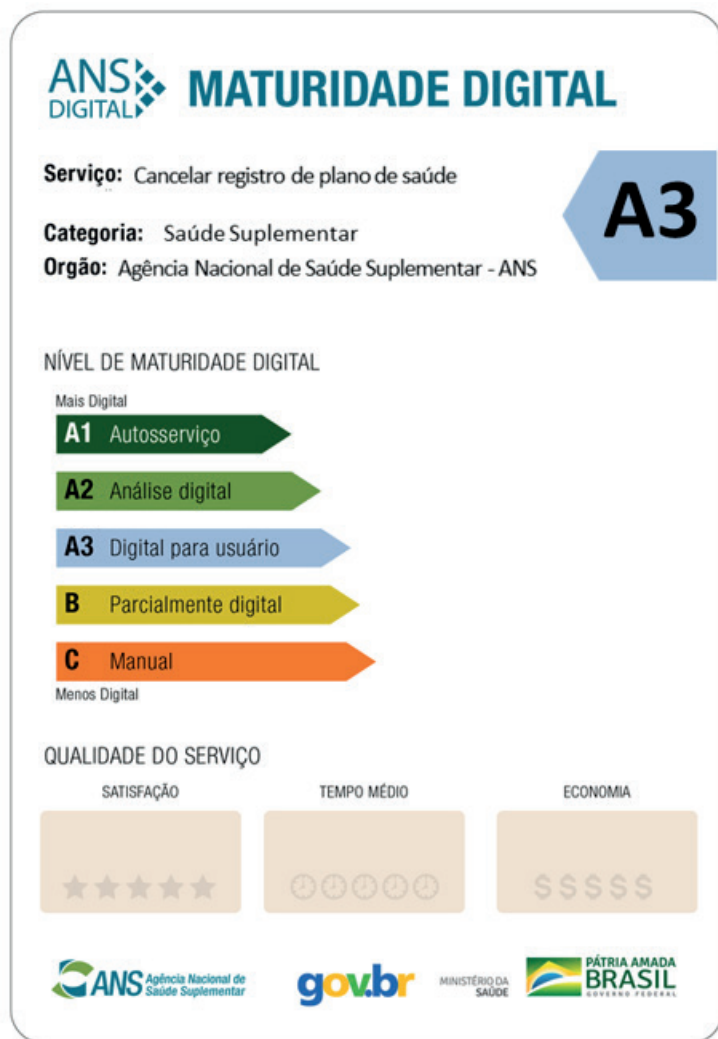 ANS
DIGITAL
MATURIDADE DIGITAL
Serviço: Cancelar registro de plano de saúde
A3
Categoria: Saúde Suplementar
Orgão: Agência Nacional de Saúde Suplementar - ANS
NÍVEL DE MATURIDADE DIGITAL
Mais Digital
A1 Autosserviço
A2 Análise digital
A3 Digital para usuário
B Parcialmente digital
C Manual
Menos Digital
QUALIDADE DO SERVIÇO
SATISFAÇÃO TEMPO MÉDIO ECONOMIA
$$$$$
ANS Agência Nacional de
Saúde Suplementar
gov.br
MINISTÉRIO DA
SAÚDE
PÁTRIA AMADA
BRASIL
GOVERNO FEDERAL